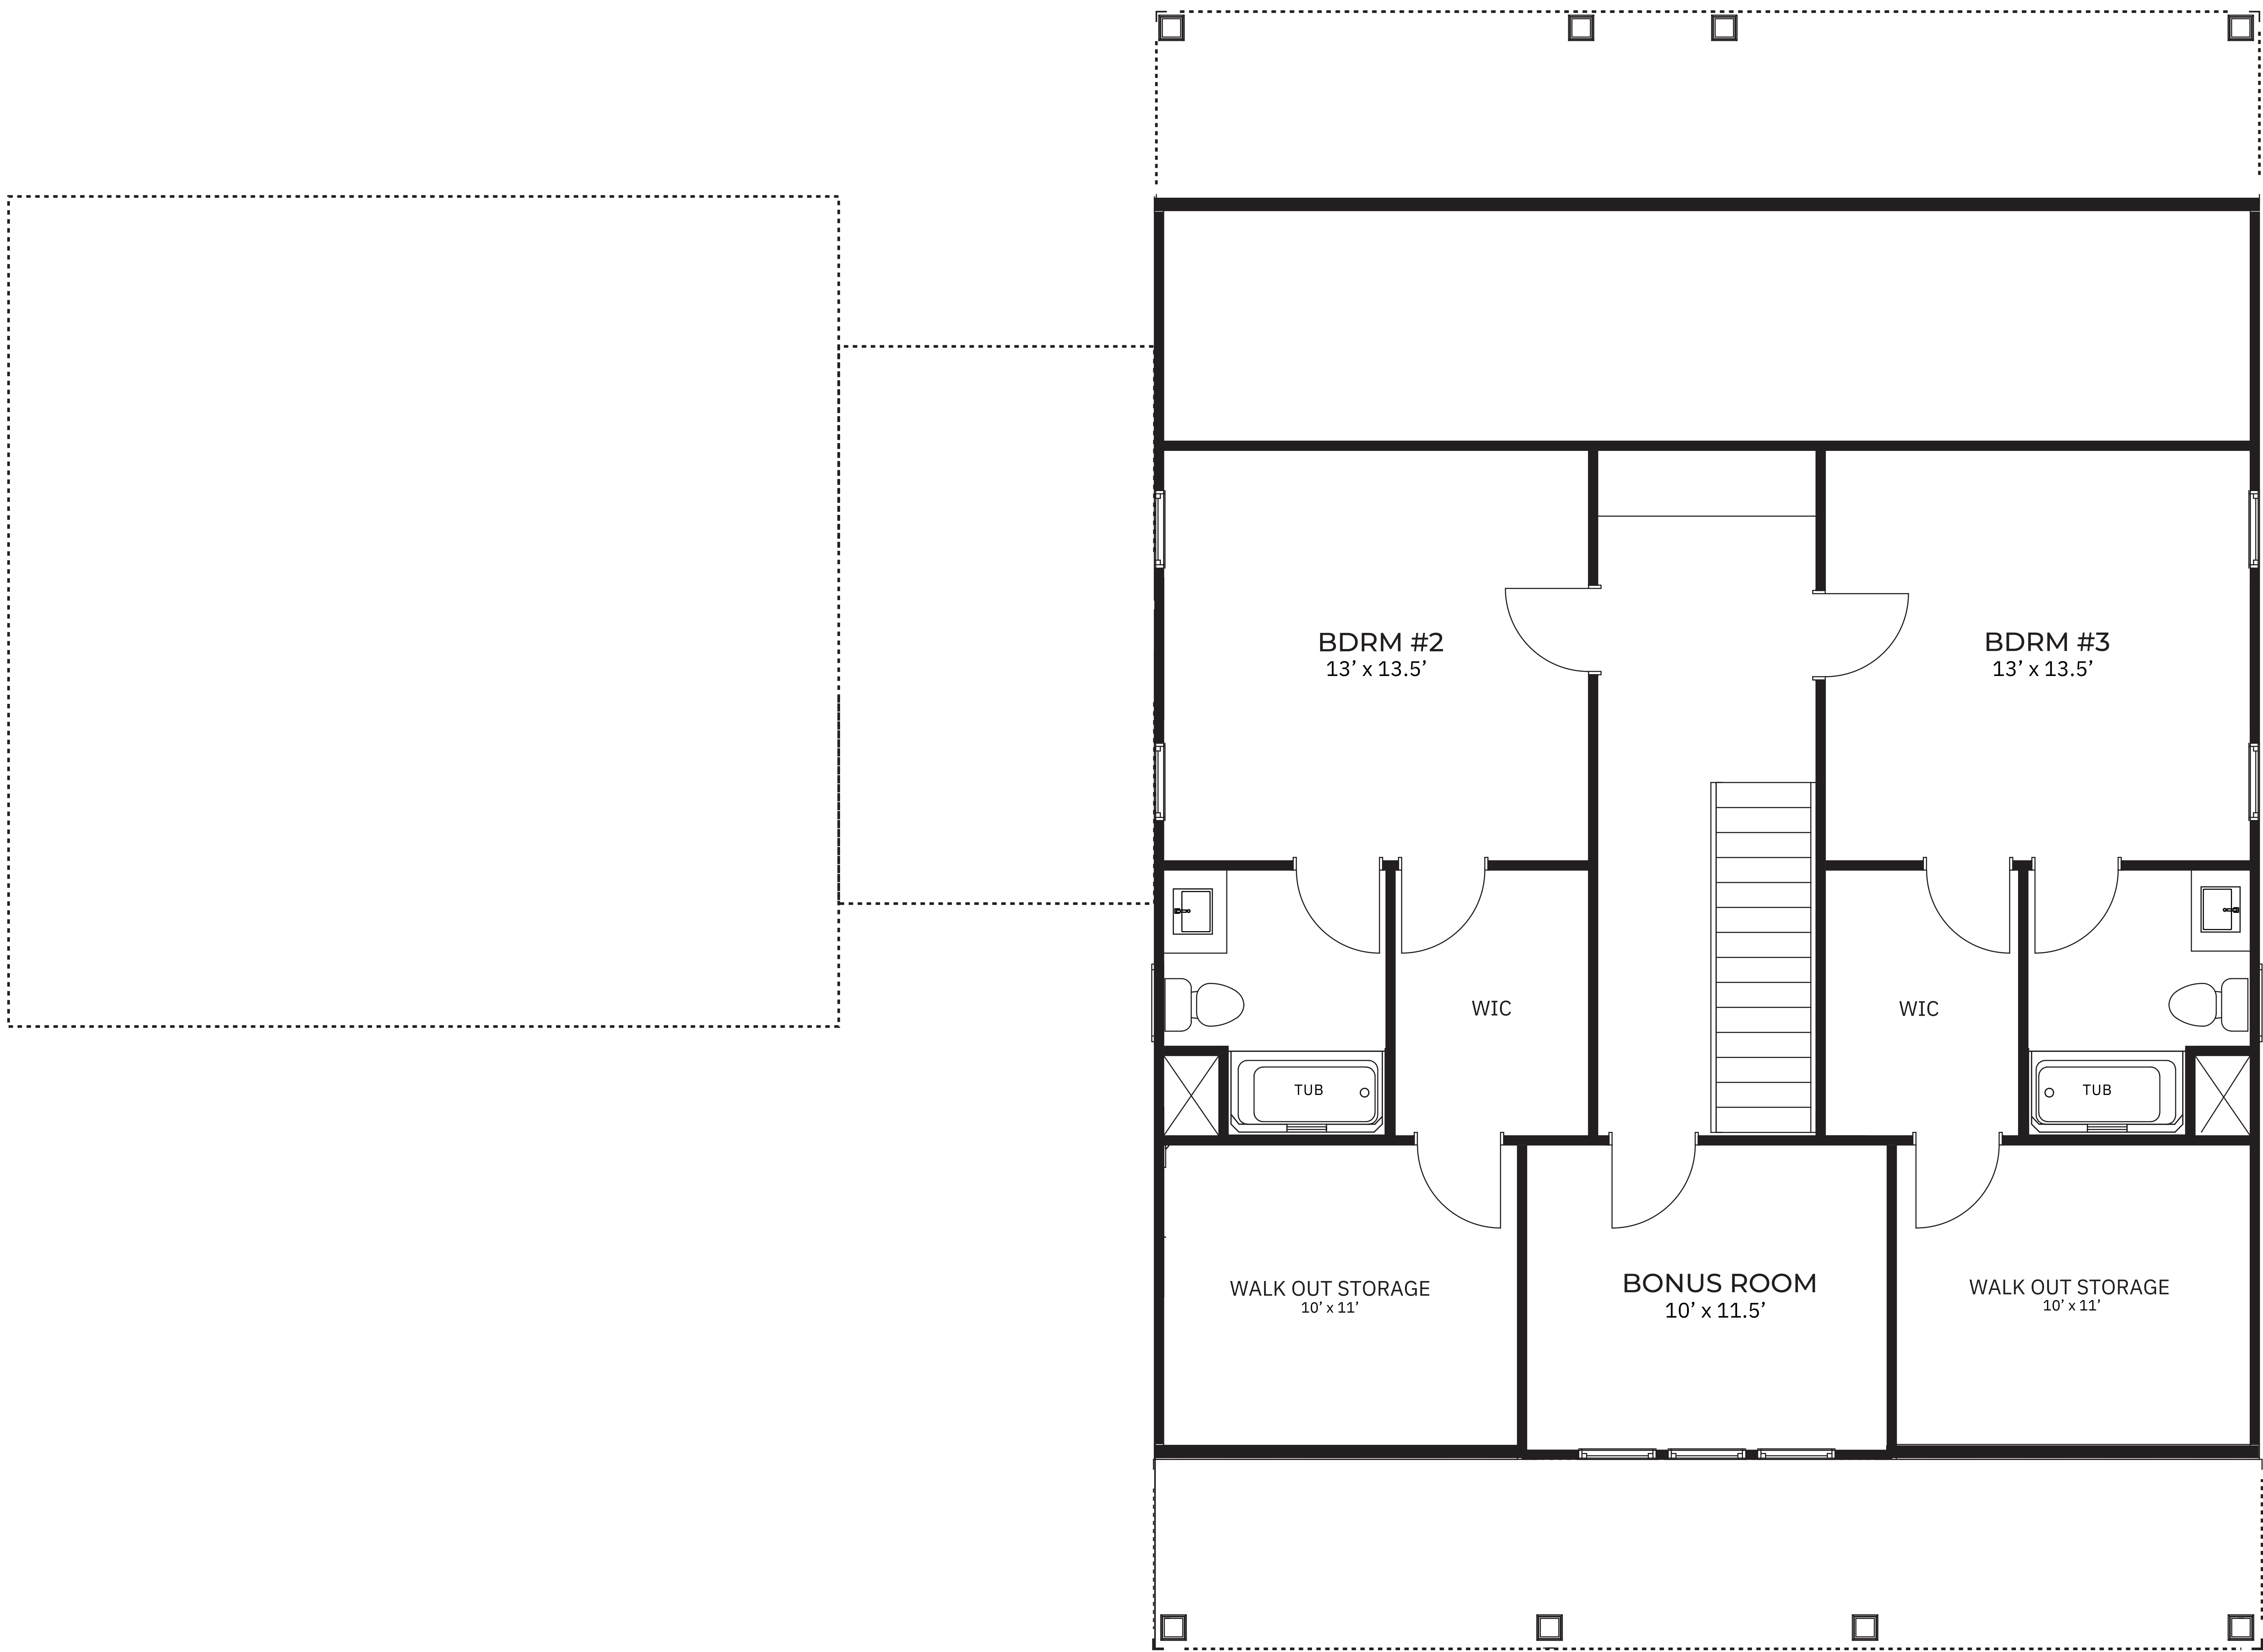 BDRM #2
13’ x 13.5’
BDRM #3
13’ x 13.5’
WIC
WIC
TUB
TUB
WALK OUT STORAGE
10’ x 11’
BONUS ROOM
10’ x 11.5’
WALK OUT STORAGE
10’ x 11’